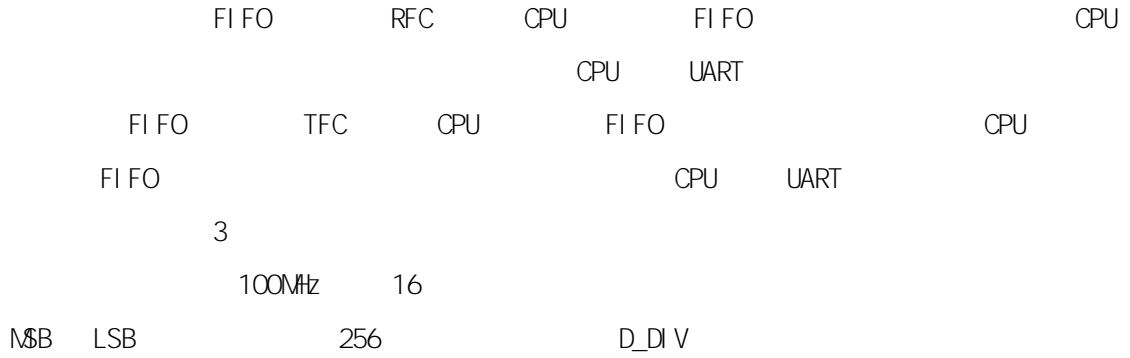 FIFO RFC CPU FIFO CPU
CPU UART
FIFO TFC CPU FIFO CPU
FIFO CPU UART
3
100MHz 16
MSB LSB 256 D_DIV